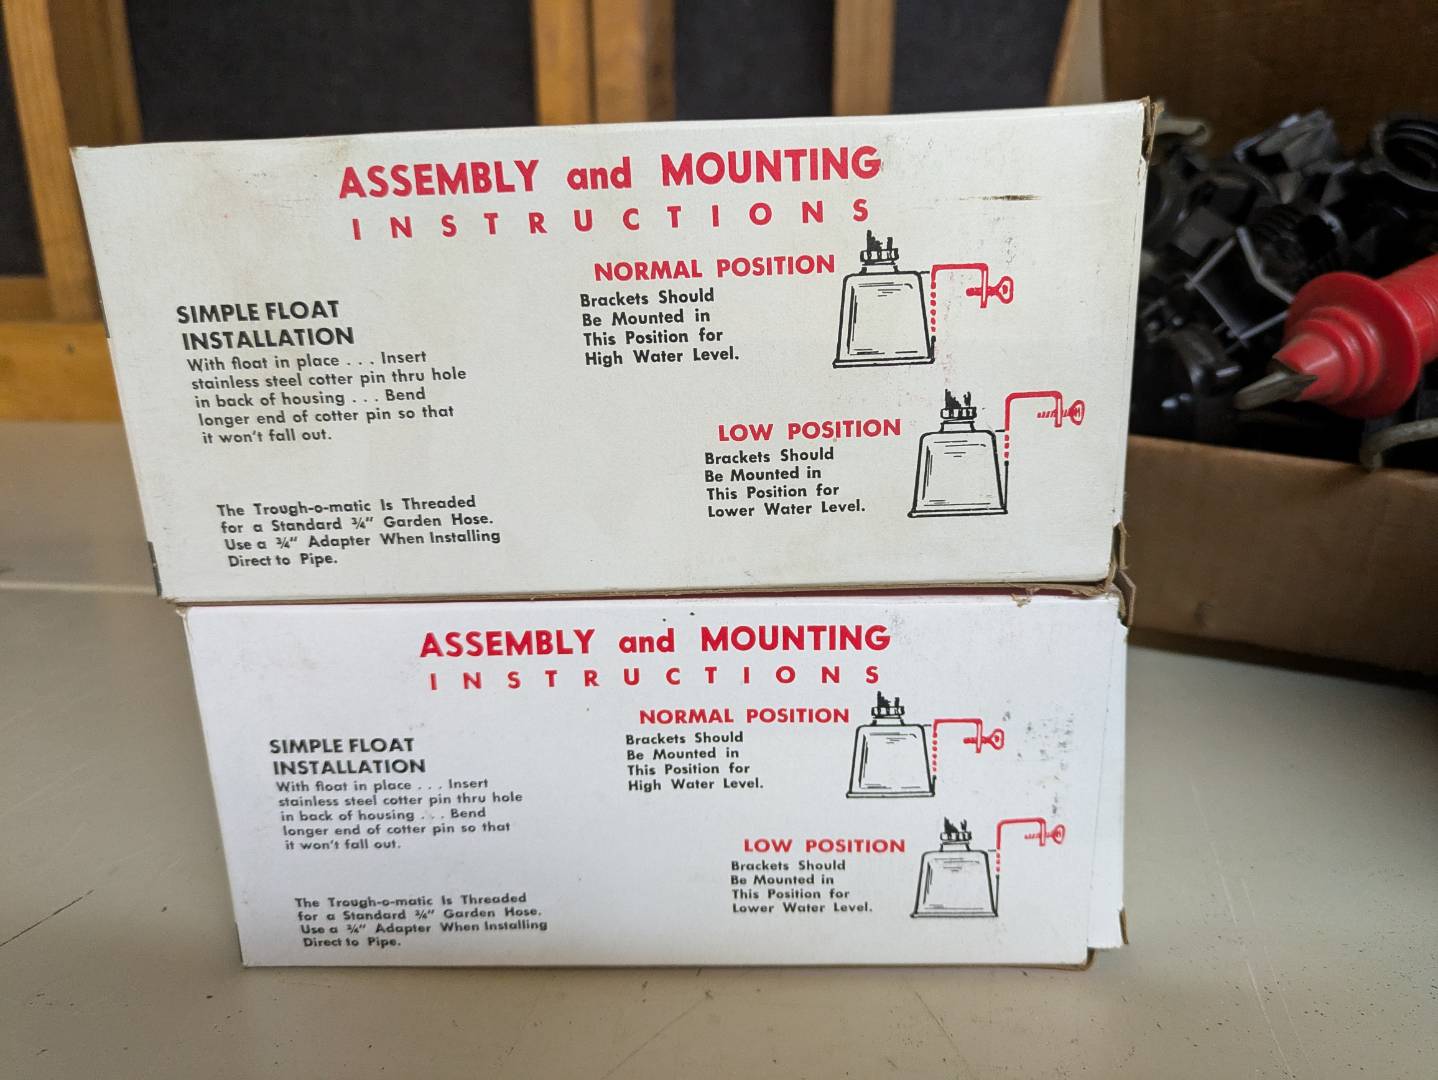 ASSEMBLY and MOUNTING
INSTRUCTIONS
NORMAL POSITION
Brackets Should
Be Mounted in
This Position for
High Water Level.
SIMPLE FLOAT
INSTALLATION
With float in place . . . Insert
stainless steel cotter pin thru hole
in back of housing . . . Bend
longer end of cotter pin so that
it won't fall out.
LOW POSITION
Brackets Should
Be Mounted in
This Position for
Lower Water Level.
The Trough-o-matic Is Threaded
for a Standard ¾" Garden Hose.
Use a ¾" Adapter When Installing
Direct to Pipe.
ASSEMBLY and MOUNTING
INSTRUCTIONS
NORMAL POSITION
Brackets Should
Be Mounted in
This Position for
High Water Level.
SIMPLE FLOAT
INSTALLATION
With float in place . . . Insert
stainless steel cotter pin thru hole
in back of housing . . . Bend
longer end of cotter pin so that
it won't fall out.
LOW POSITION
Brackets Should
Be Mounted in
This Position for
Lower Water Level.
The Trough-o-matic Is Threaded
for a Standard ¾" Garden Hose.
Use a ¾" Adapter When Installing
Direct to Pipe.